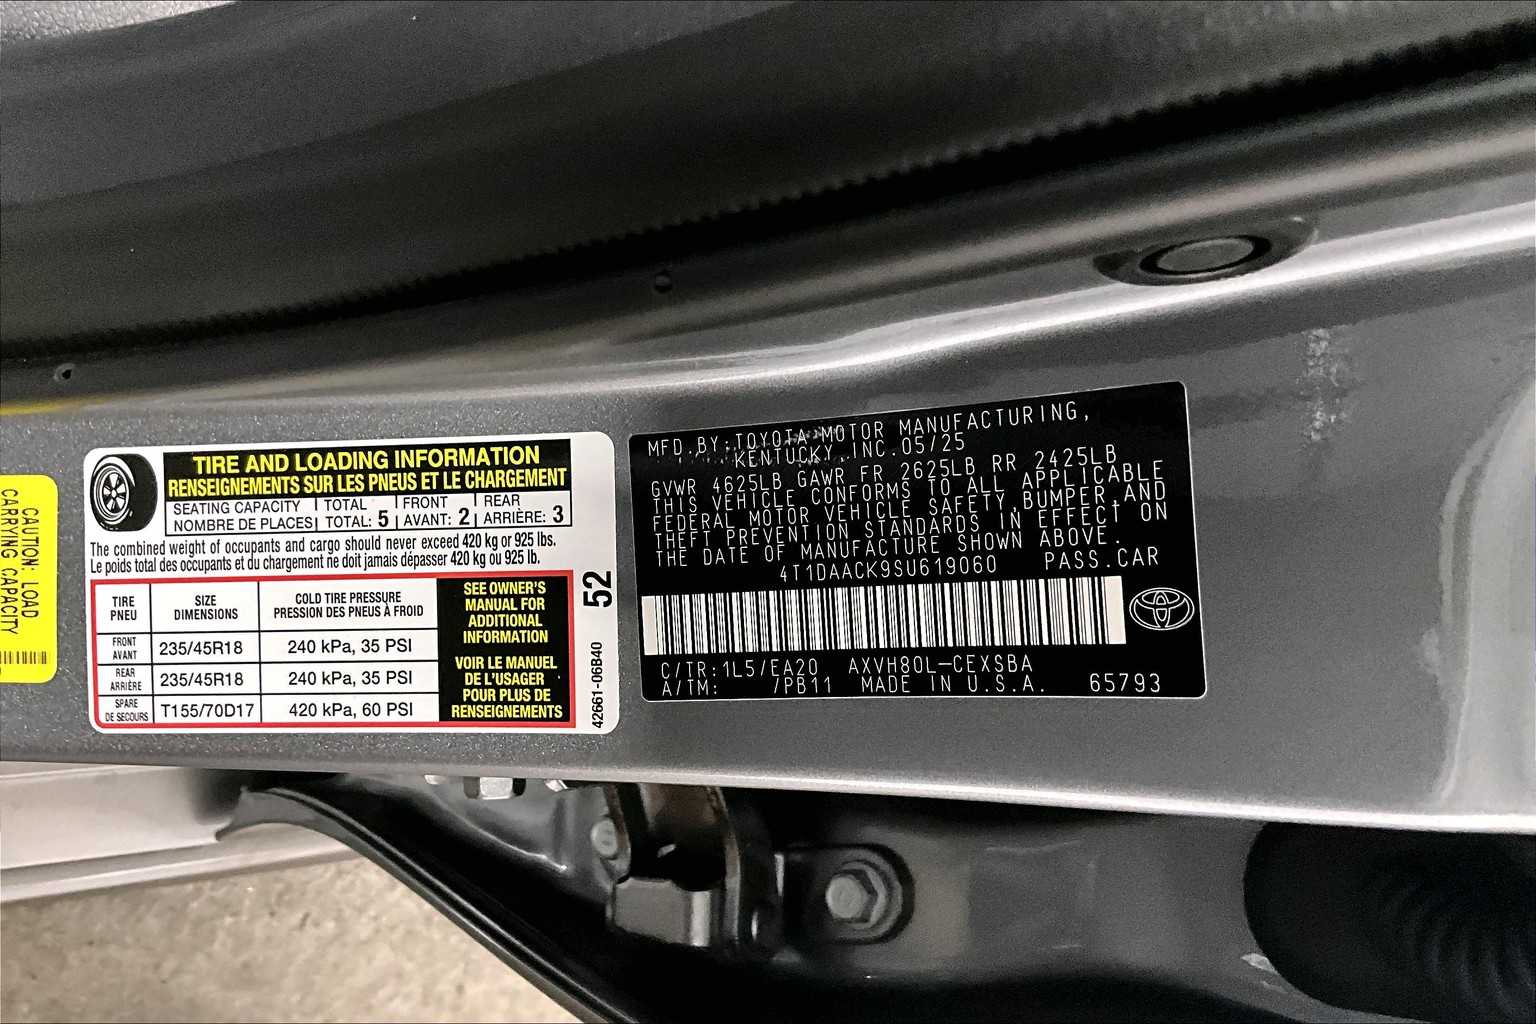 CAUTION: LOAD
CARRYING CAPACITY
TIRE AND LOADING INFORMATION
RENSEIGNEMENTS SUR LES PNEUS ET LE CHARGEMENT
SEATING CAPACITY | TOTAL | FRONT | REAR
NOMBRE DE PLACES | TOTAL: 5 | AVANT: 2 | ARRIÈRE: 3
The combined weight of occupants and cargo should never exceed 420 kg or 925 lbs.
Le poids total des occupants et du chargement ne doit jamais dépasser 420 kg ou 925 lb.
TIRE PNEU SIZE DIMENSIONS COLD TIRE PRESSURE PRESSION DES PNEUS À FROID
FRONT AVANT 235/45R18 240 kPa, 35 PSI
REAR ARRIÈRE 235/45R18 240 kPa, 35 PSI
SPARE DE SECOURS T155/70D17 420 kPa, 60 PSI
SEE OWNER'S
MANUAL FOR
ADDITIONAL
INFORMATION
VOIR LE MANUEL
DE L'USAGER
POUR PLUS DE
RENSEIGNEMENTS
52
42661-06B40
MFD.BY:TOYOTA MOTOR MANUFACTURING,
KENTUCKY,INC.05/25
GVWR 4625LB GAWR FR 2625LB RR 2425LB
THIS VEHICLE CONFORMS TO ALL APPLICABLE
FEDERAL MOTOR VEHICLE SAFETY,BUMPER,AND
THEFT PREVENTION STANDARDS IN EFFECT ON
THE DATE OF MANUFACTURE SHOWN ABOVE.
4T1DAACK9SU619060 PASS.CAR
C/TR:1L5/EA20 AXVH80L-CEXSBA
A/TM: /PB11 MADE IN U.S.A. 65793